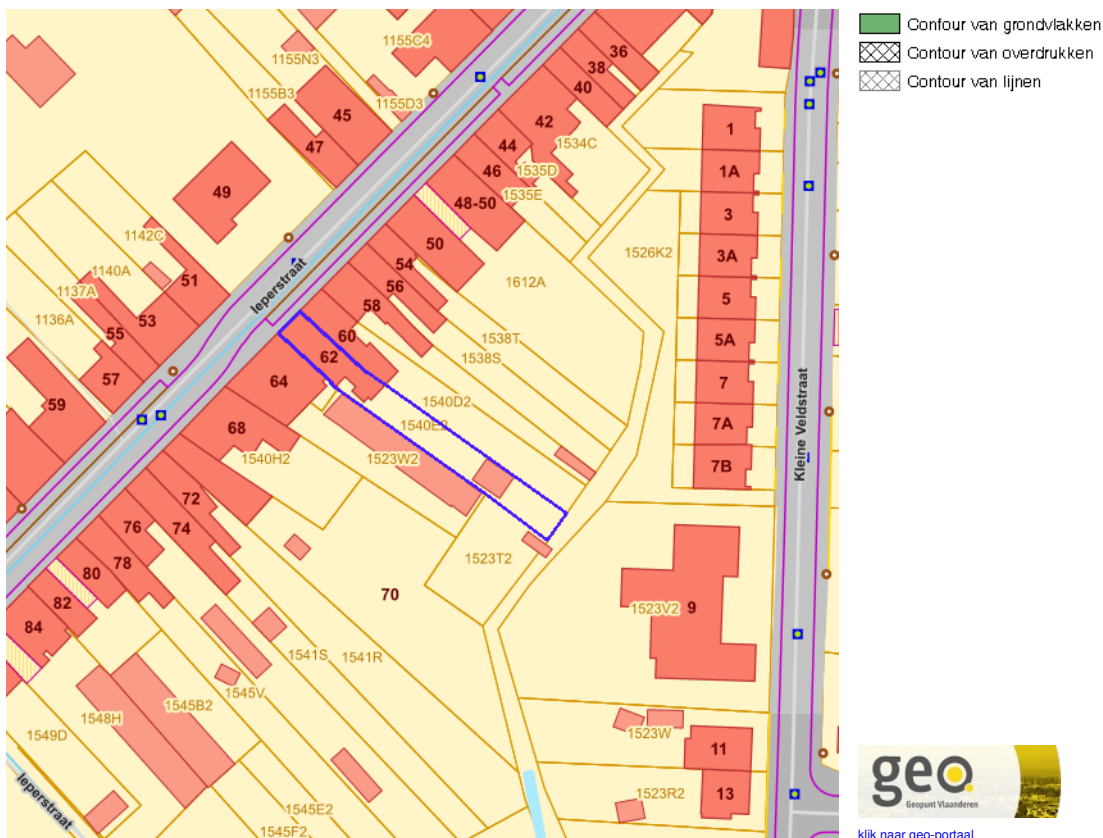 Contour van grondvlakken
Contour van overdrukken
Contour van lijnen
1155C4
1155N3
36
38
1155B3
1155D3
40
45
42
1
47
44
1534C
1535D
46
1A
49
1535E
48-50
3
1142C
50
1526K2
3A
1140A
54
Ieperstraat
51
1612A
1137A
56
5
58
1136A
53
55
60
1538T
5A
62
1538S
57
64
7
59
1540D2
68
1540E2
7A
Kleine Veldstraat
1540H2
1523W2
7B
72
76
74
1523T2
78
80
70
1523V2
9
82
84
1541S
1541R
1545V
1545B2
1548H
1549D
1523W
11
Ieperstraat
1523R2
13
1545E2
1545F2
geo
Geopunt Vlaanderen
klik naar geo-portaal